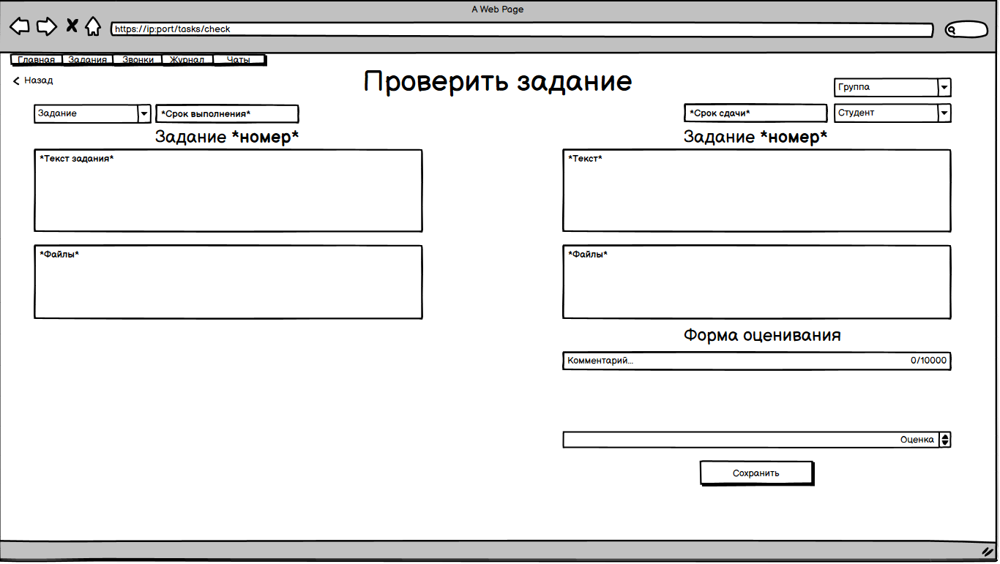 A Web Page
https://ip:port/tasks/check
Главная Задания Звонки Журнал Чаты
Назад
Проверить задание
Группа
Задание
*Срок выполнения*
*Срок сдачи*
Студент
Задание *номер*
Задание *номер*
*Текст задания*
*Текст*
*Файлы*
*Файлы*
Форма оценивания
Комментарий... 0/10000
Оценка
Сохранить